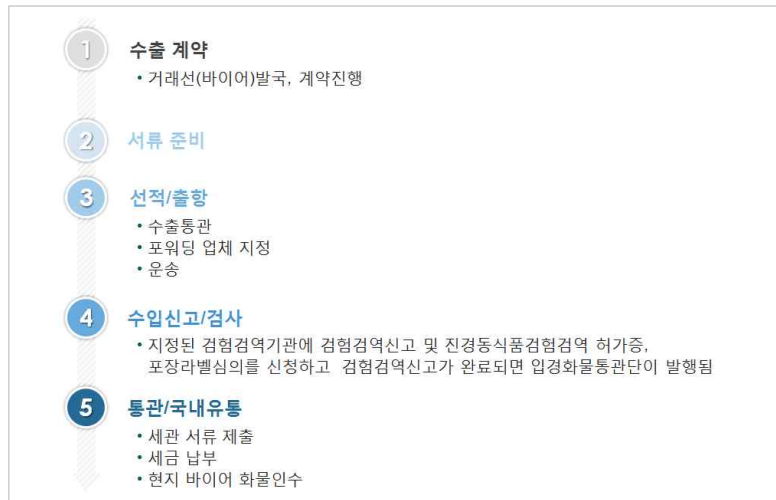 1
수출 계약
• 거래선(바이어)발국, 계약진행
2
서류 준비
3
선적/출항
• 수출통관
• 포워딩 업체 지정
• 운송
4
수입신고/검사
• 지정된 검험검역기관에 검험검역신고 및 진경동식품검험검역 허가증,
포장라벨심의를 신청하고 검험검역신고가 완료되면 입경화물통관단이 발행됨
5
통관/국내유통
• 세관 서류 제출
• 세금 납부
• 현지 바이어 화물인수